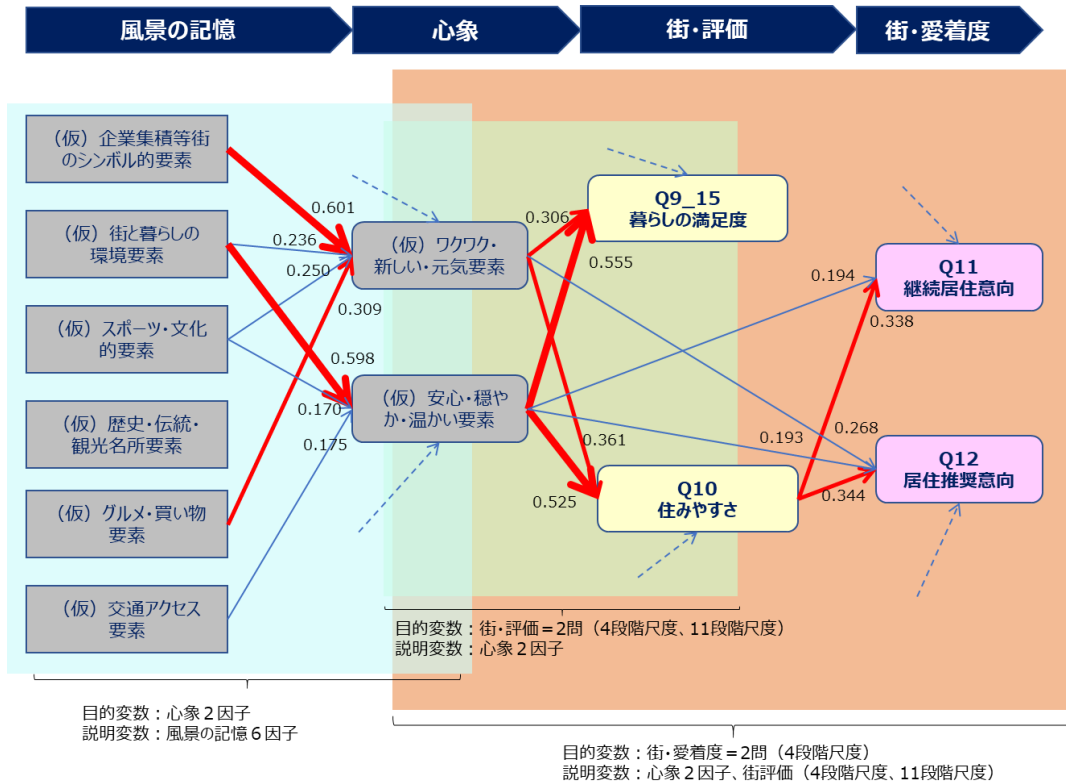 風景の記憶
心象
街・評価
街・愛着度
（仮）企業集積等街
のシンボル的要素
（仮）街と暮らしの
環境要素
（仮）スポーツ・文化
的要素
（仮）歴史・伝統・
観光名所要素
（仮）グルメ・買い物
要素
（仮）交通アクセス
要素
0.601
0.236
0.250
0.309
0.598
0.170
0.175
（仮）ワクワク・
新しい・元気要素
（仮）安心・穏や
か・温かい要素
0.306
0.555
0.361
0.525
Q9_15
暮らしの満足度
Q10
住みやすさ
0.194
0.338
0.268
0.193
0.344
Q11
継続居住意向
Q12
居住推奨意向
目的変数：街・評価＝2問（4段階尺度、11段階尺度）
説明変数：心象２因子
目的変数：心象２因子
説明変数：風景の記憶６因子
目的変数：街・愛着度＝2問（4段階尺度）
説明変数：心象２因子、街評価（4段階尺度、11段階尺度）